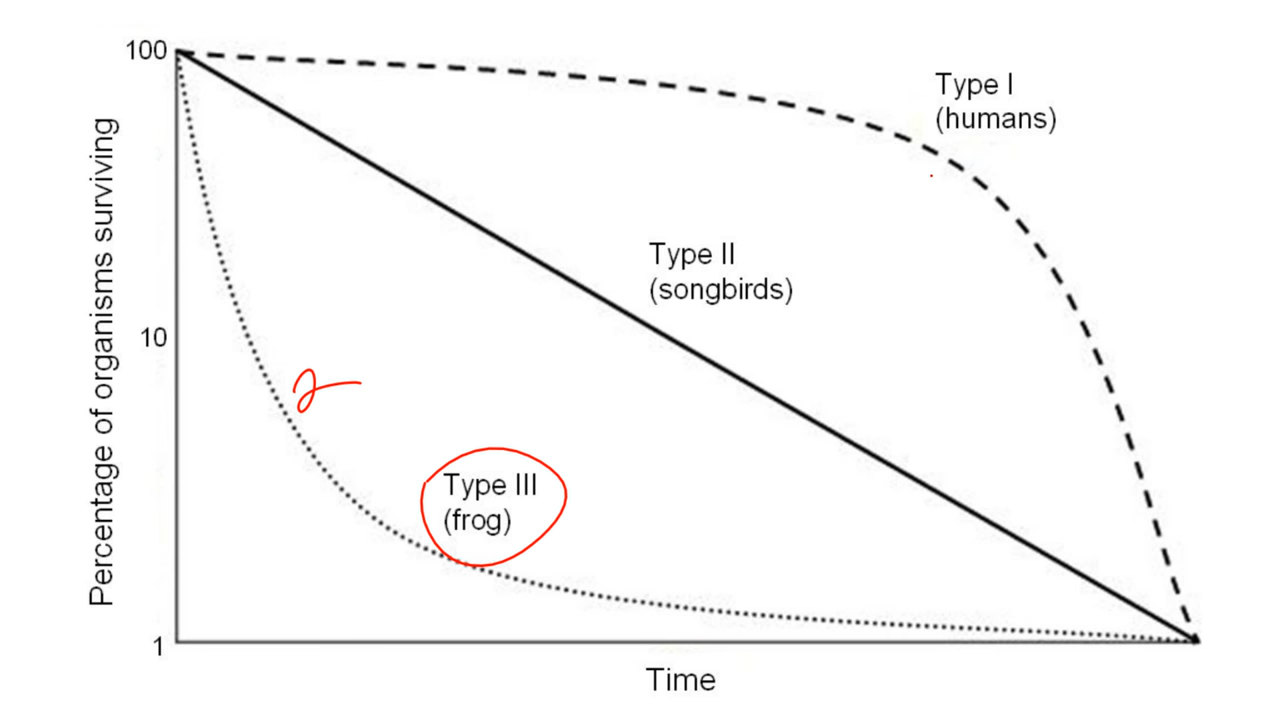 100
Type I
(humans)
Type II
(songbirds)
10
Type III
(frog)
1
Time
Percentage of organisms surviving